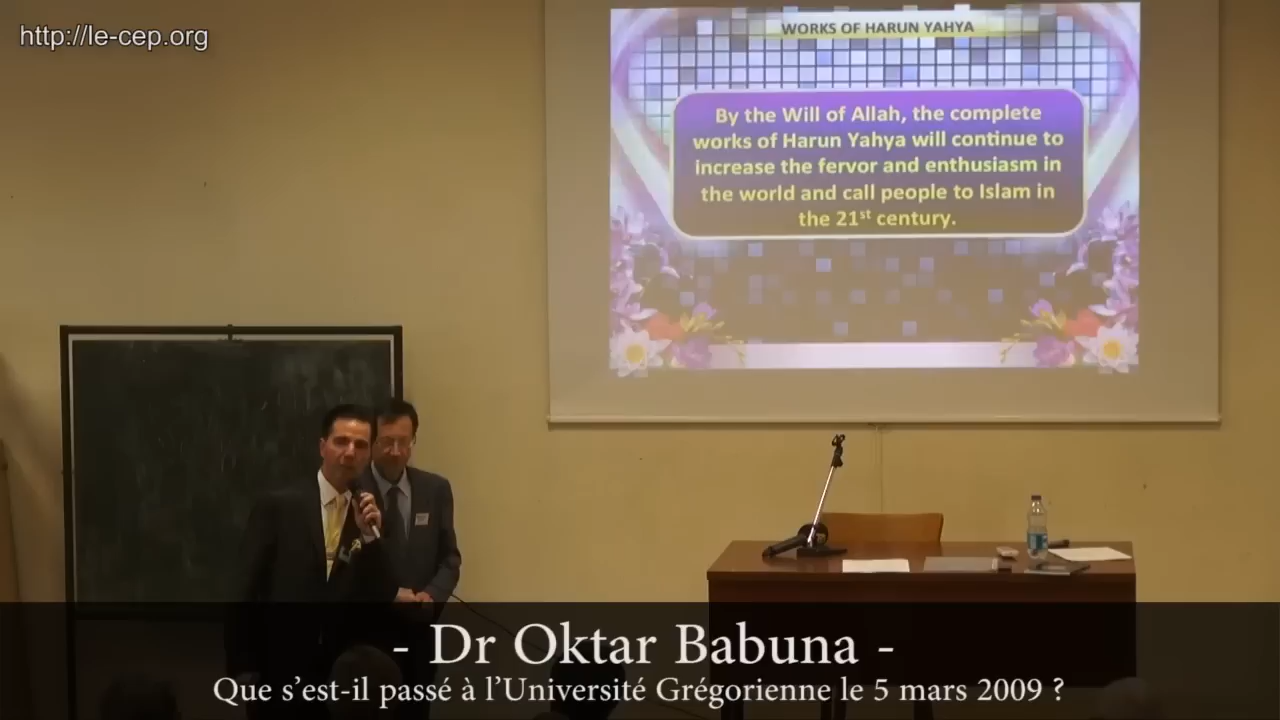 http://le-cep.org
WORKS OF HARUN YAHYA
By the Will of Allah, the complete
works of Harun Yahya will continue to
increase the fervor and enthusiasm in
the world and call people to Islam in
the 21st century.
- Dr Oktar Babuna -
Que s'est-il passé à l'Université Grégorienne le 5 mars 2009 ?